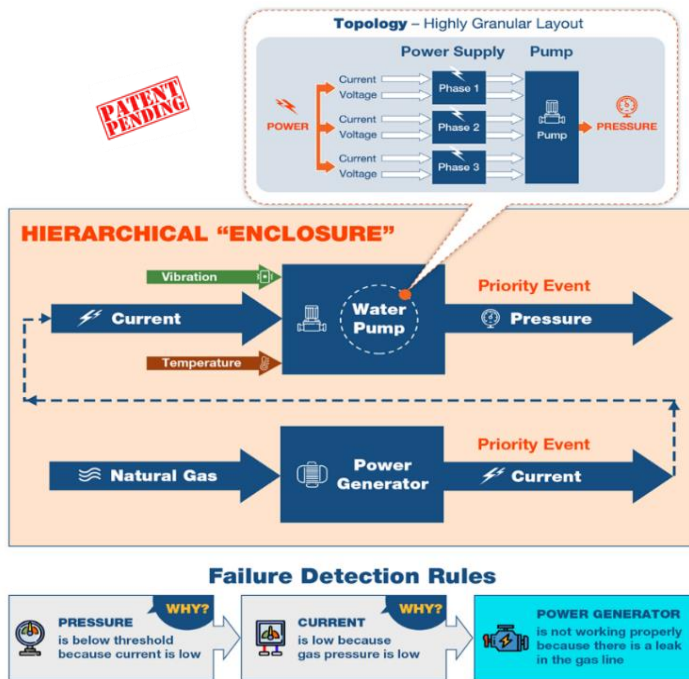 Topology – Highly Granular Layout
Power Supply Pump
Current
Voltage
Phase 1
POWER
Current
Voltage
Phase 2
Pump
PRESSURE
Current
Voltage
Phase 3
PATENT
PENDING
HIERARCHICAL “ENCLOSURE”
Vibration
Current
Temperature
Water
Pump
Priority Event
Pressure
Natural Gas
Power
Generator
Priority Event
Current
Failure Detection Rules
WHY?
PRESSURE
is below threshold
because current is low
WHY?
CURRENT
is low because
gas pressure is low
POWER GENERATOR
is not working properly
because there is a leak
in the gas line